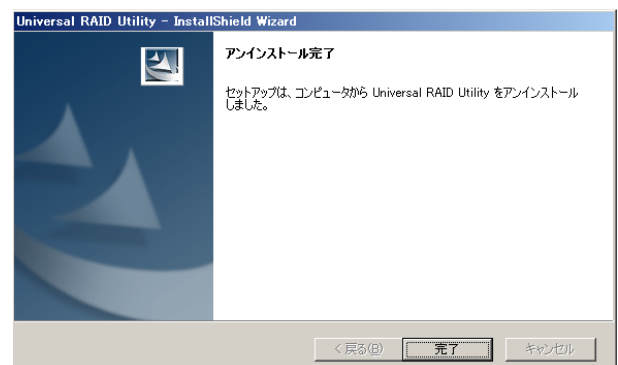 Universal RAID Utility - InstallShield Wizard
アンインストール完了
セットアップは、コンピュータから Universal RAID Utility をアンインストール
しました。
< 戻る(B)
完了
キャンセル